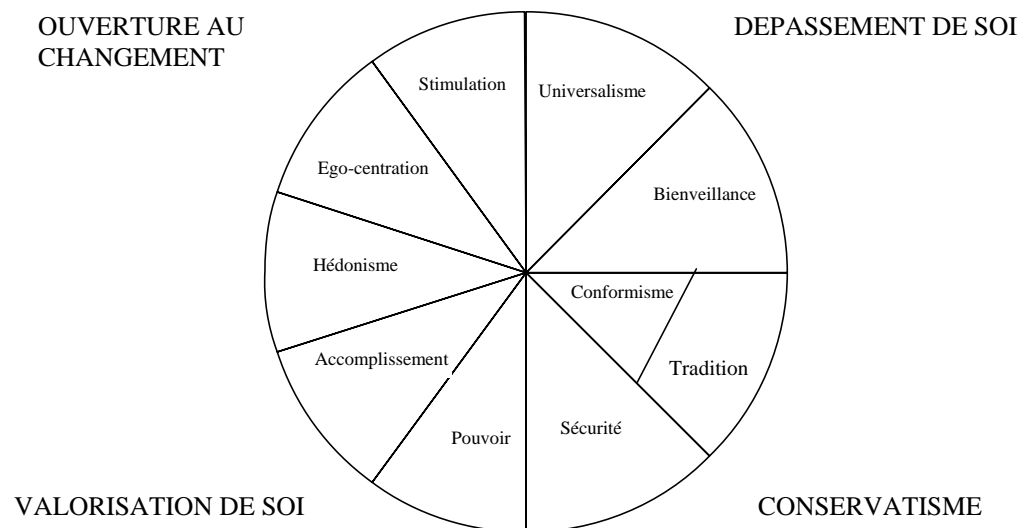 OUVERTURE AU
CHANGEMENT
DEPASSEMENT DE SOI
Stimulation
Universalisme
Ego-centration
Bienveillance
Hédonisme
Conformisme
Accomplissement
Tradition
Pouvoir
Sécurité
VALORISATION DE SOI
CONSERVATISME